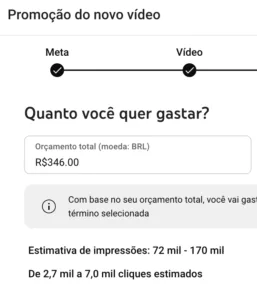 Promoção do novo vídeo
Meta
Vídeo
Quanto você quer gastar?
Orçamento total (moeda: BRL)
R$346.00
Com base no seu orçamento total, você vai gast
término selecionada
Estimativa de impressões: 72 mil - 170 mil
De 2,7 mil a 7,0 mil cliques estimados